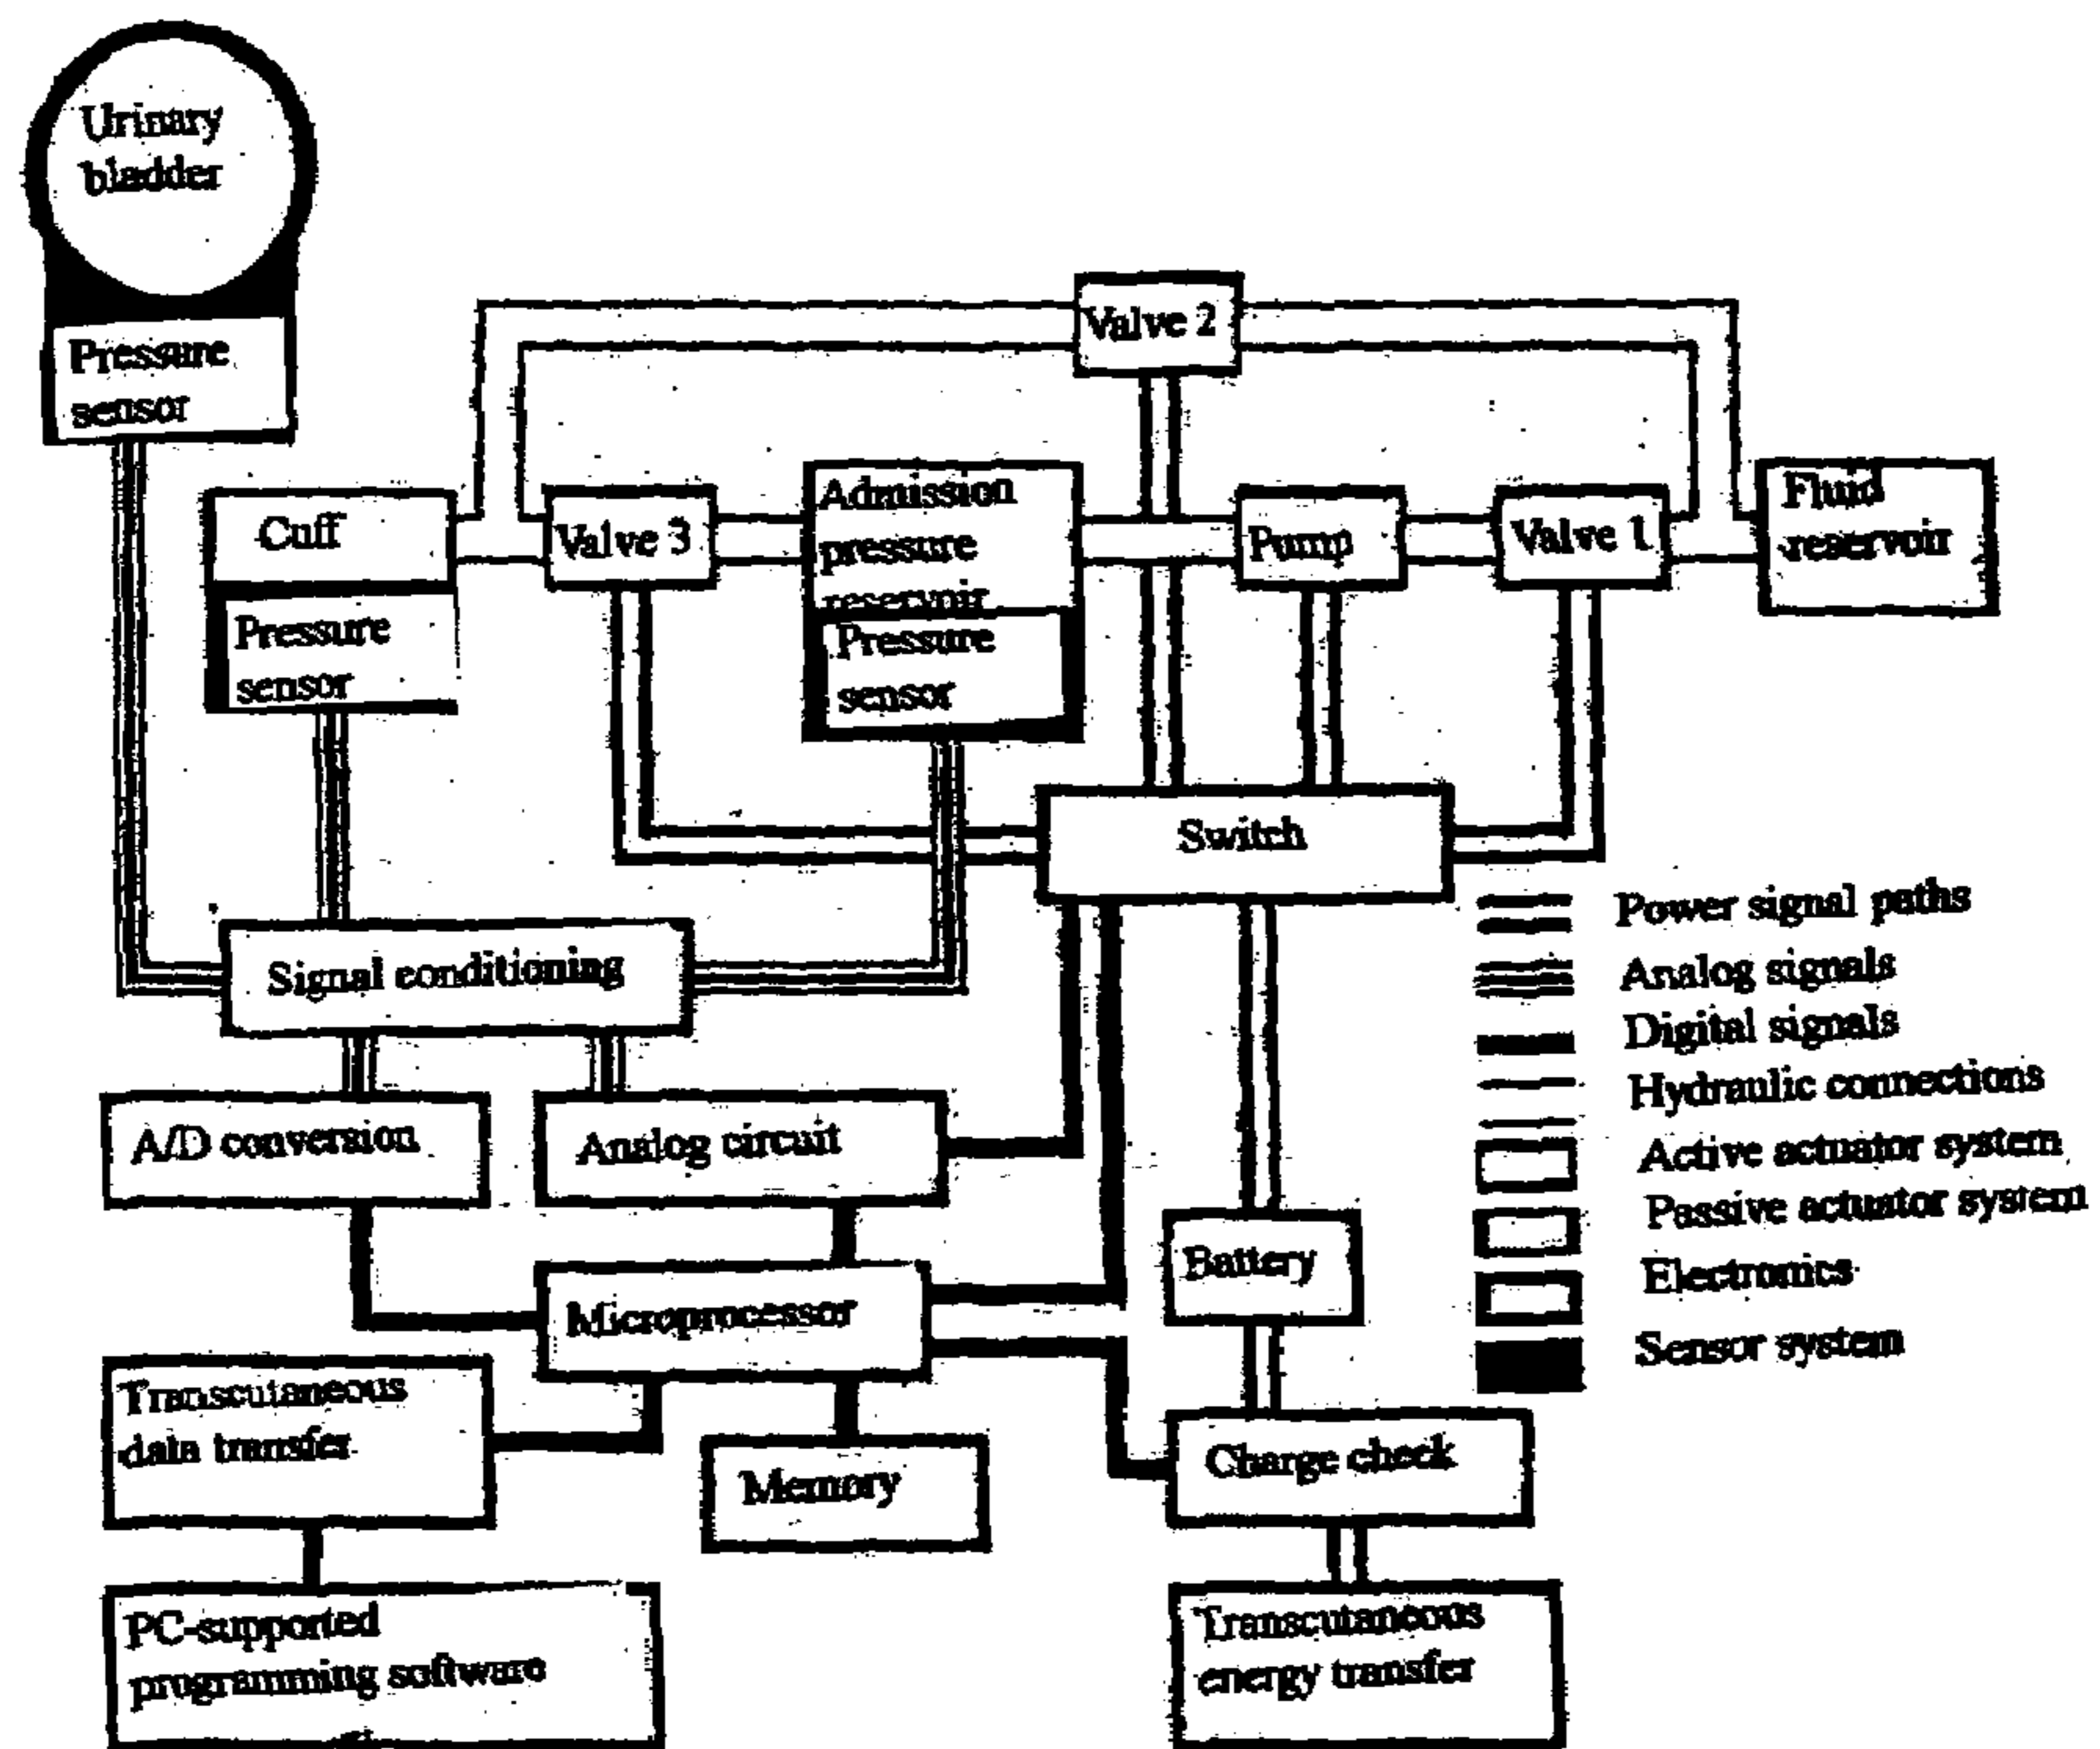 Urinary
bladder
Pressure
sensor
Valve 2
Cuff
Valve 3
Admission
pressure
reservoir
Pump
Valve 1
Fluid
reservoir
Pressure
sensor
Pressure
sensor
Switch
Signal conditioning
A/D conversion
Analog circuit
Battery
Microprocessor
Transcutaneous
data transfer
Memory
Charge check
PC-supported
programming software
Transcutaneous
energy transfer
Power signal paths
Analog signals
Digital signals
Hydraulic connections
Active actuator system
Passive actuator system
Electronics
Sensor system